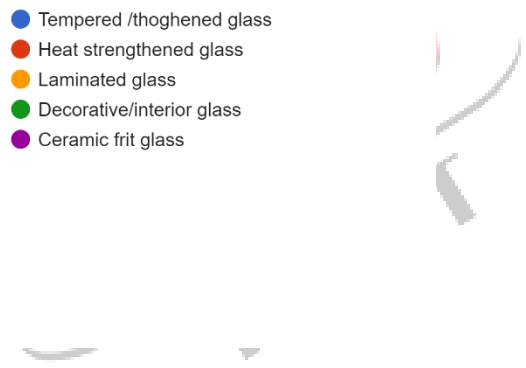 Tempered /thoghened glass
Heat strengthened glass
Laminated glass
Decorative/interior glass
Ceramic frit glass